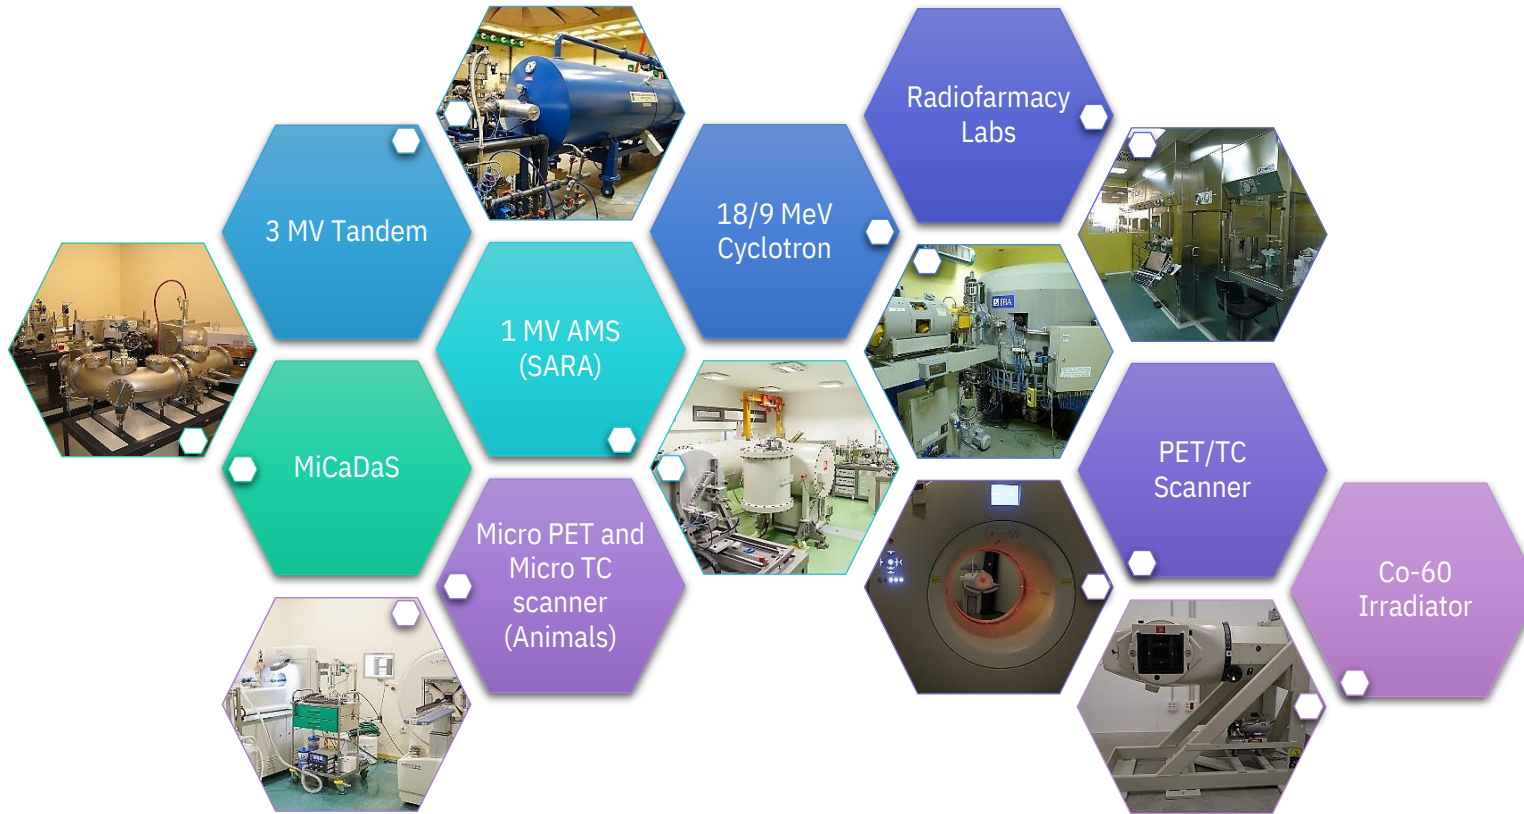 Radiofarmacy
Labs
3 MV Tandem
18/9 MeV
Cyclotron
IBA
1 MV AMS
(SARA)
MiCaDaS
PET/TC
Scanner
Micro PET and
Micro TC
scanner
(Animals)
Co-60
Irradiator